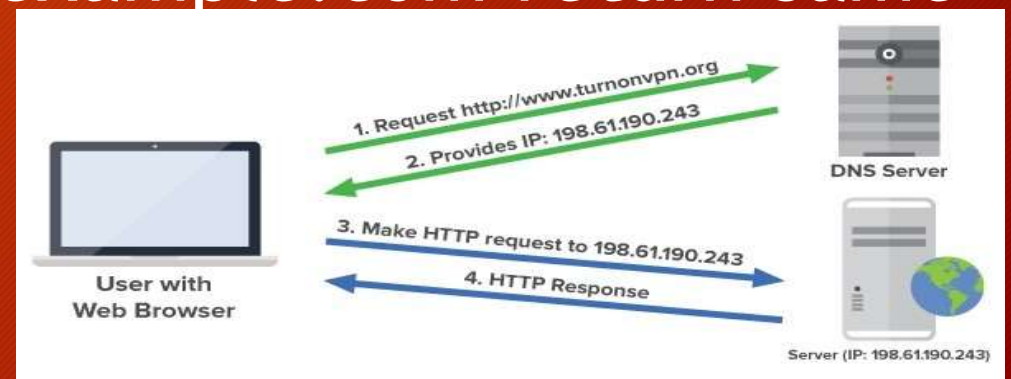 1. Request http://www.turnonvpn.org
2. Provides IP: 198.61.190.243
DNS Server
3. Make HTTP request to 198.61.190.243
4. HTTP Response
User with
Web Browser
Server (IP: 198.61.190.243)